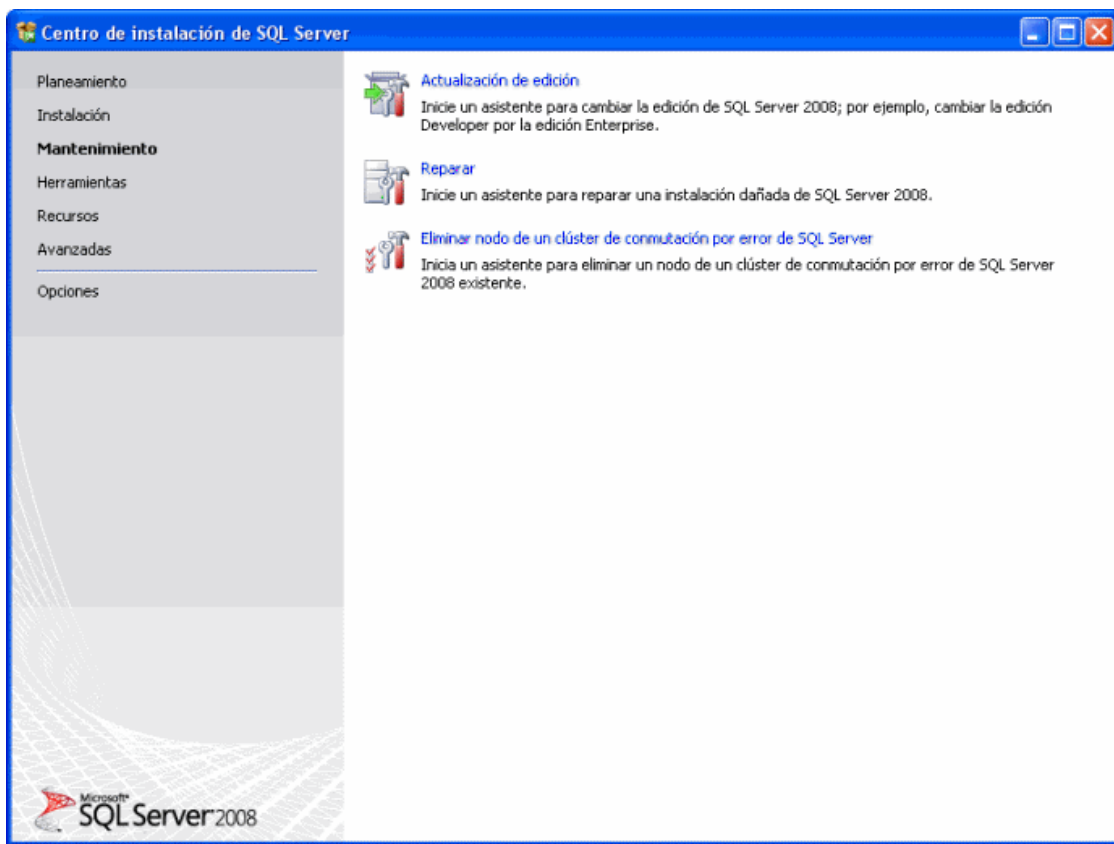 Centro de instalación de SQL Server
Planeamiento
Instalación
Mantenimiento
Herramientas
Recursos
Avanzadas
Opciones
Actualización de edición
Inicie un asistente para cambiar la edición de SQL Server 2008; por ejemplo, cambiar la edición
Developer por la edición Enterprise.
Reparar
Inicie un asistente para reparar una instalación dañada de SQL Server 2008.
Eliminar nodo de un clúster de conmutación por error de SQL Server
Inicia un asistente para eliminar un nodo de un clúster de conmutación por error de SQL Server
2008 existente.
Microsoft
SQL Server 2008